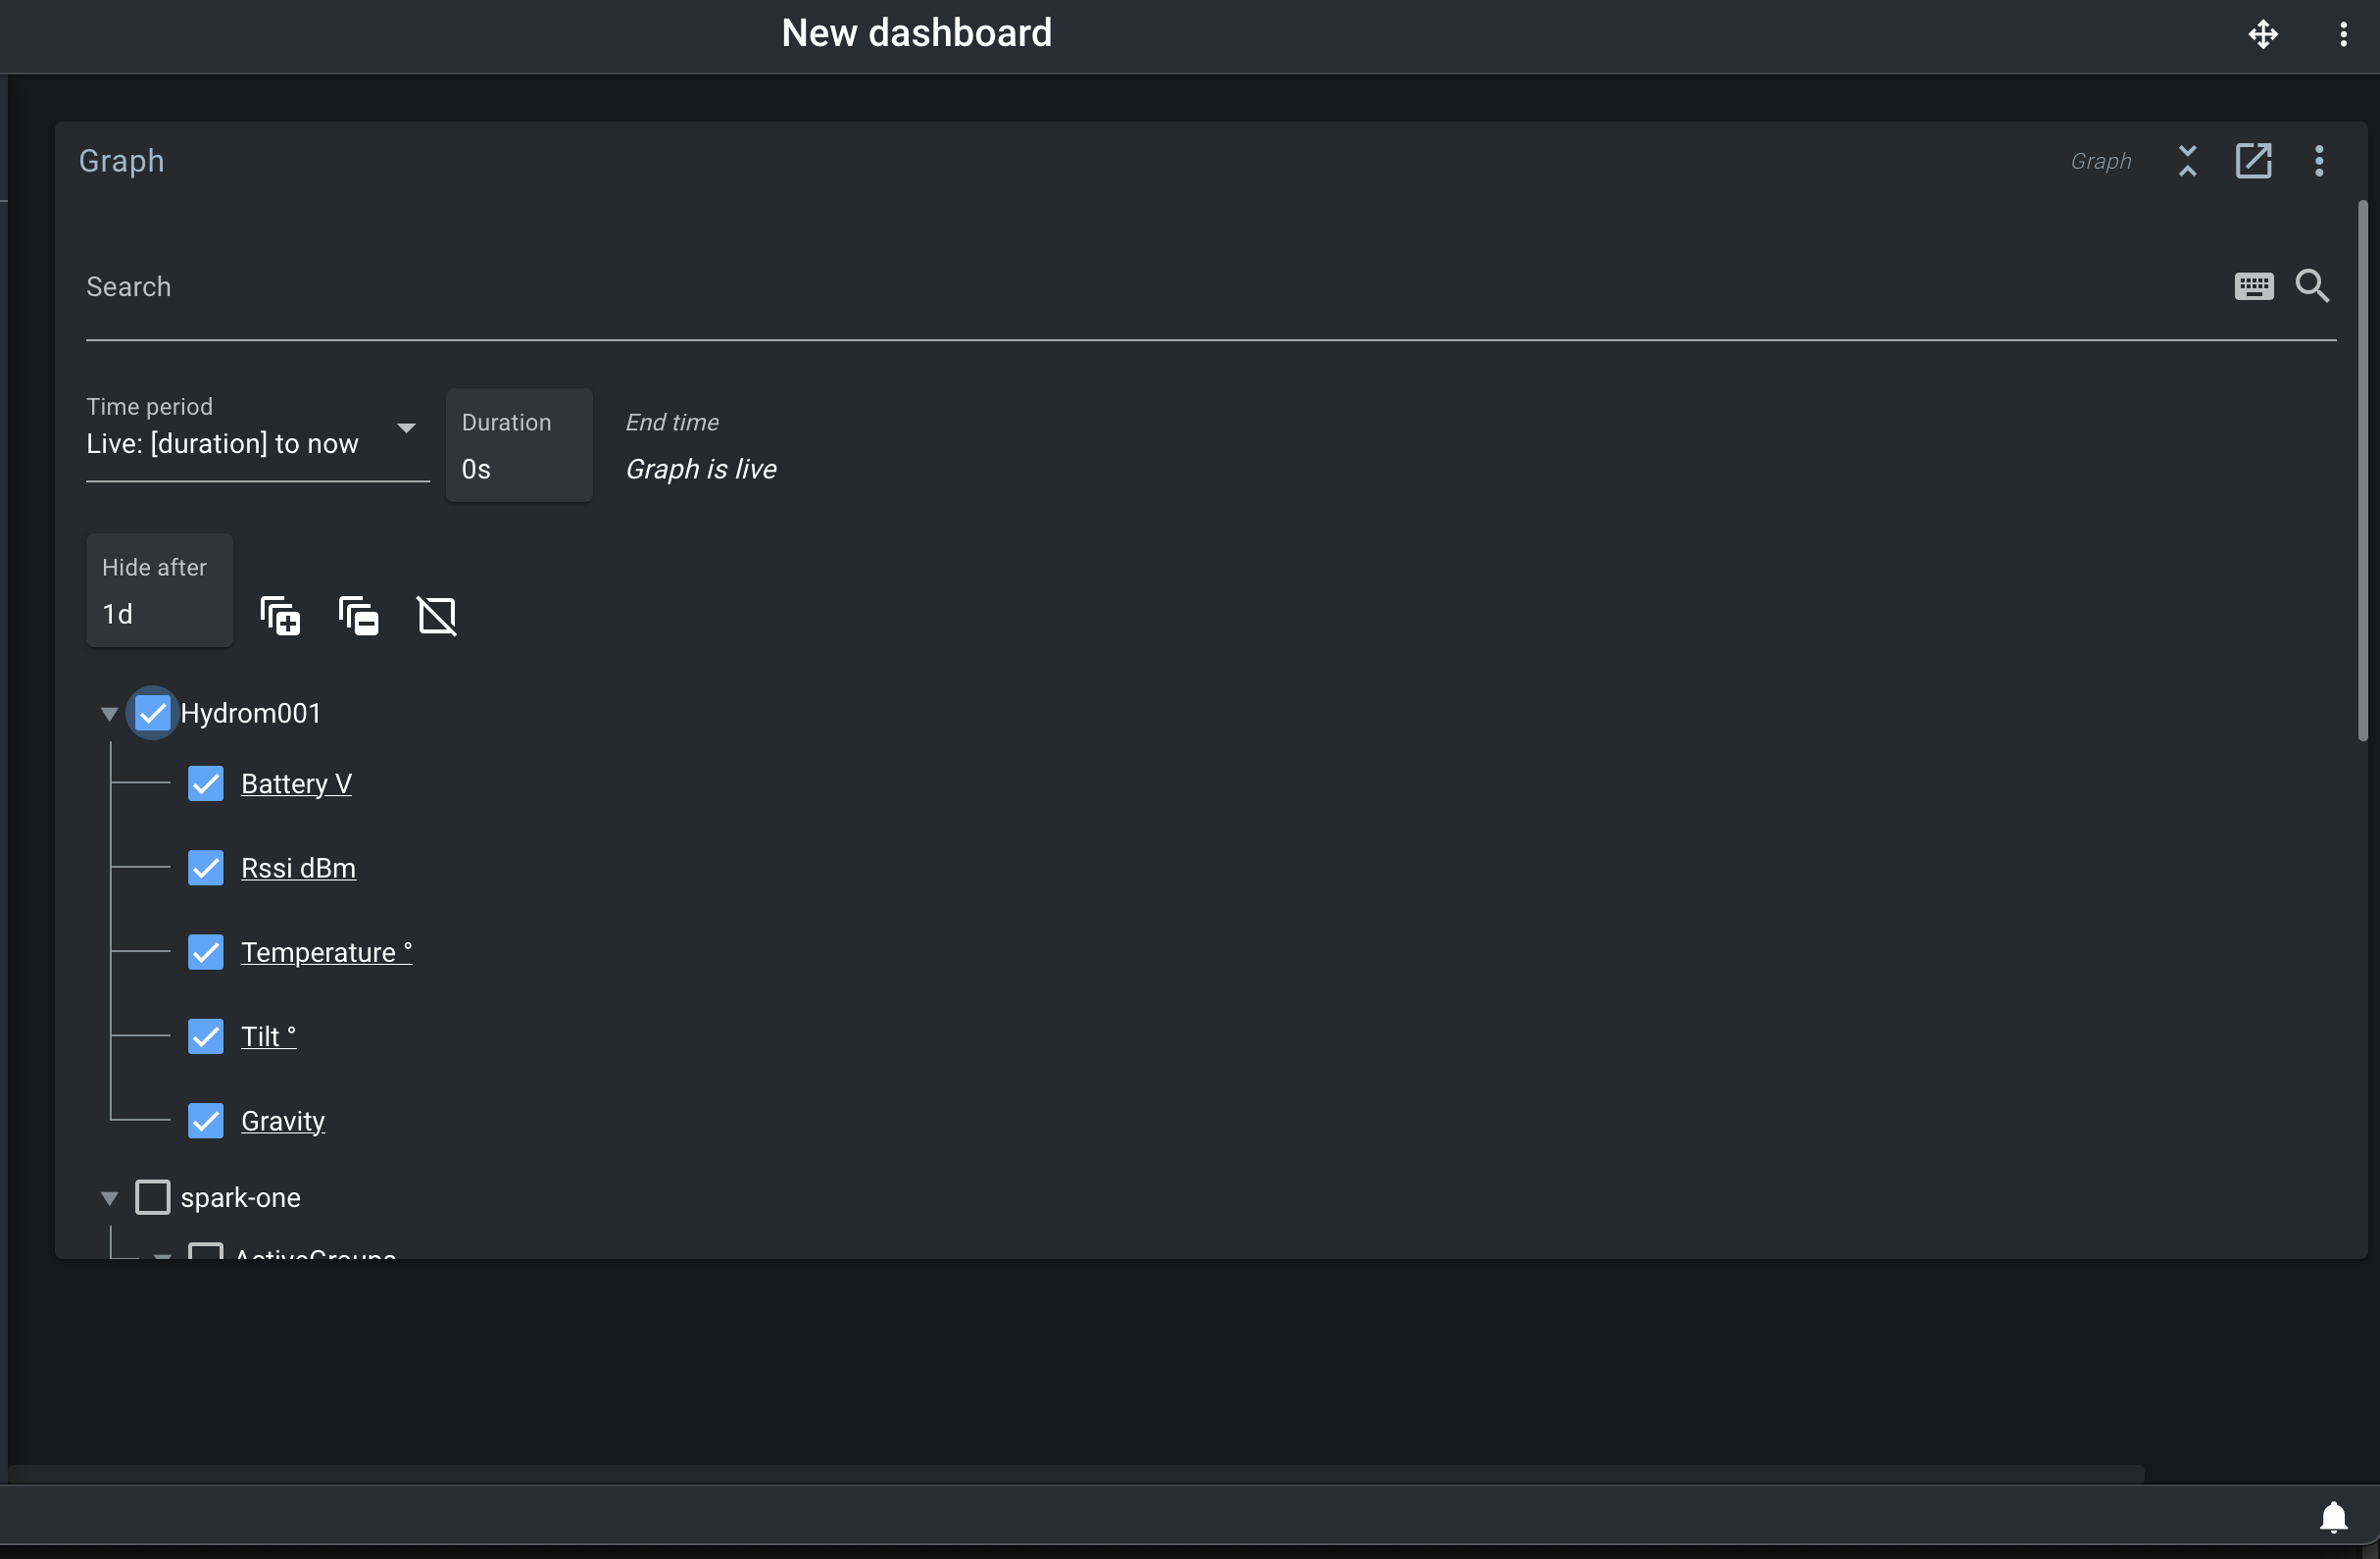 New dashboard
Graph
Graph
Search
Time period
Live: [duration] to now
Duration
0s
End time
Graph is live
Hide after
1d
Hydrom001
Battery V
Rssi dBm
Temperature °
Tilt °
Gravity
spark-one
ActiveGroups